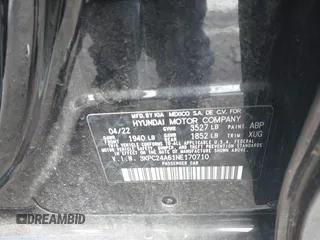 MFD.BY KIA MEXICO S.A. DE C.V. FOR
HYUNDAI MOTOR COMPANY
04/22 GVWR 3527 LB PAINT ABP
GAWR 1940 LB GAWR 1852 LB TRIM XUG
THIS VEHICLE CONFORMS TO ALL APPLICABLE
FEDERAL MOTOR VEHICLE SAFETY, BUMPER, AND
THEFT PREVENTION STANDARDS IN EFFECT ON THE
DATE OF MANUFACTURE SHOWN ABOVE.
V.I.N. 3KPC24A61NE170710
PASSENGER CAR
DREAMBID